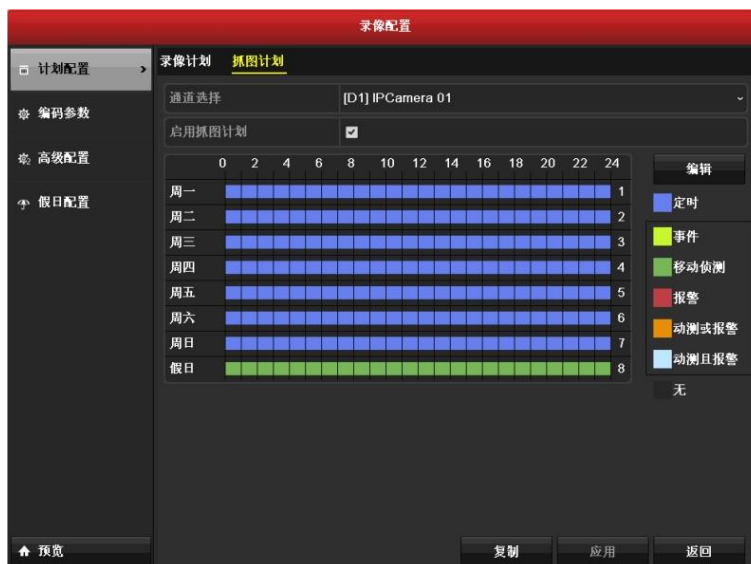 录像配置
计划配置
编码参数
高级配置
假日配置
预览
录像计划 抓图计划
通道选择 [D1] IPCamera 01
启用抓图计划
0 2 4 6 8 10 12 14 16 18 20 22 24
周一 1
周二 2
周三 3
周四 4
周五 5
周六 6
周日 7
假日 8
编辑
定时
事件
移动侦测
报警
动测或报警
动测且报警
无
复制 应用 返回